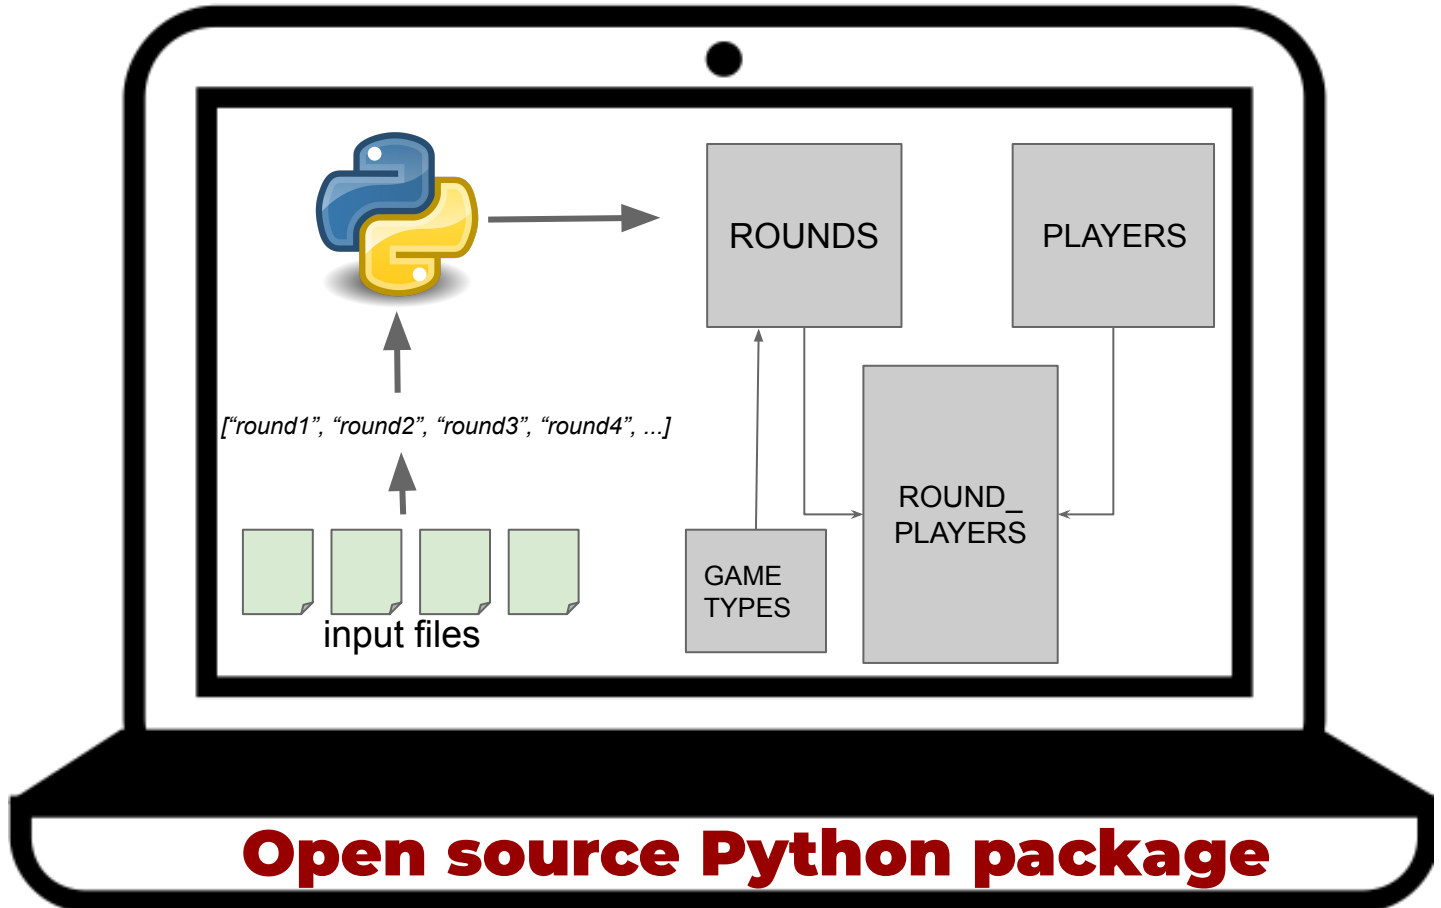 ROUNDS
PLAYERS
[“round1”, “round2”, “round3”, “round4”, ...]
ROUND_
PLAYERS
GAME
TYPES
input files
Open source Python package